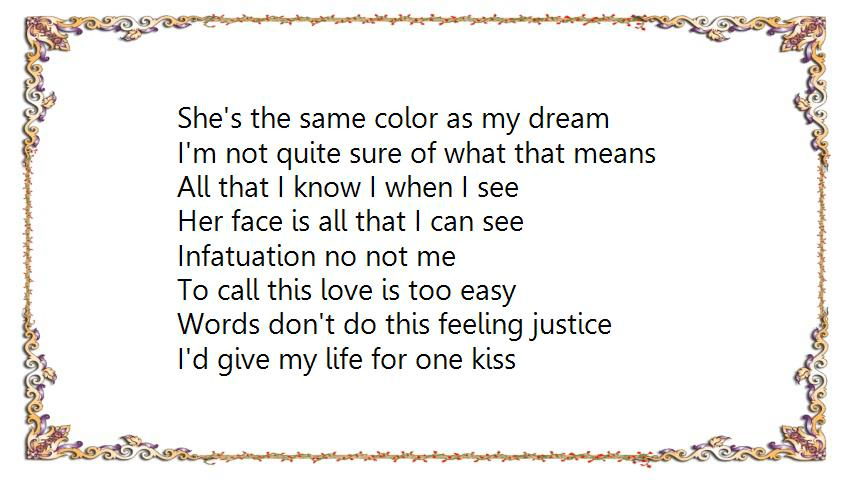 She's the same color as my dream
I'm not quite sure of what that means
All that I know I when I see
Her face is all that I can see
Infatuation no not me
To call this love is too easy
Words don't do this feeling justice
I'd give my life for one kiss